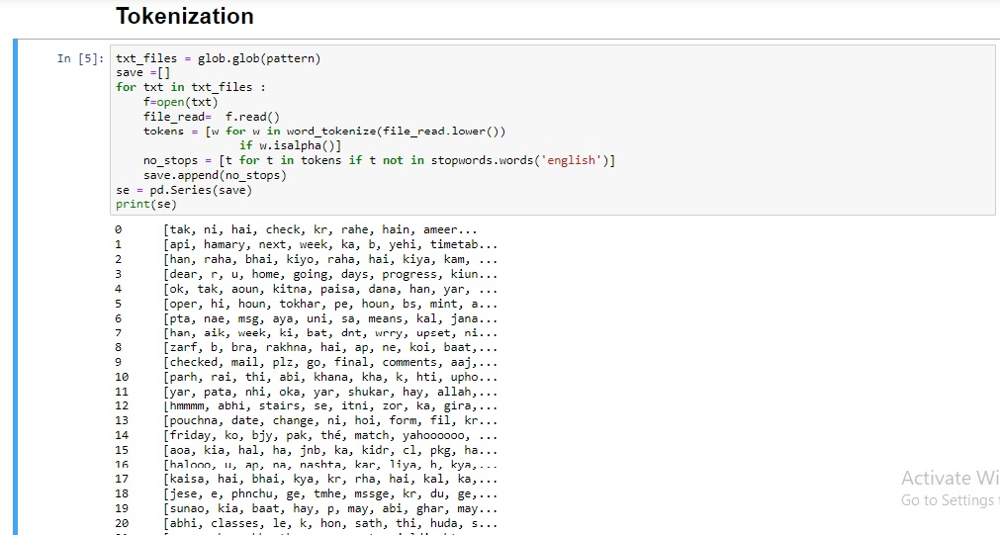 Tokenization
In [5]: txt_files = glob.glob(pattern)
save =[]
for txt in txt_files :
f=open(txt)
file_read= f.read()
tokens = [w for w in word_tokenize(file_read.lower())
if w.isalpha()]
no_stops = [t for t in tokens if t not in stopwords.words('english')]
save.append(no_stops)
se = pd.Series(save)
print(se)
0 [tak, ni, hai, check, kr, rahe, hain, ameer...
1 [api, hamary, next, week, ka, b, yehi, timetab...
2 [han, raha, bhai, kiyo, raha, hai, kiya, kam, ...
3 [dear, r, u, home, going, days, progress, kiun...
4 [ok, tak, aoun, kitna, paisa, dana, han, yar, ...
5 [oper, hi, houn, tokhar, pe, houn, bs, mint, a...
6 [pta, nae, msg, aya, uni, sa, means, kal, jana...
7 [han, aik, week, ki, bat, dnt, wrry, upset, ni...
8 [zarf, b, bra, rakhna, hai, ap, ne, koi, baat,...
9 [checked, mail, plz, go, final, comments, aaj,...
10 [parh, rai, thi, abi, khana, kha, k, hti, upho...
11 [yar, pata, nhi, oka, yar, shukar, hay, allah,...
12 [hmmmm, abhi, stairs, se, itni, zor, ka, gira,...
13 [pouchna, date, change, ni, hoi, form, fil, kr...
14 [friday, ko, bjy, pak, thé, match, yahoooooo, ...
15 [aoa, kia, hal, ha, jnb, ka, kidr, cl, pkg, ha...
16 [halooo, u, ap, na, nashta, kar, liya, h, kya,...
17 [kaisa, hai, bhai, kya, kr, rha, hai, kal, ka,...
18 [jese, e, phnchu, ge, tmhe, mssge, kr, du, ge,...
19 [sunao, kia, baat, hay, p, may, abi, ghar, may...
20 [abhi, classes, le, k, hon, sath, thi, huda, s...
Activate Wi
Go to Settings